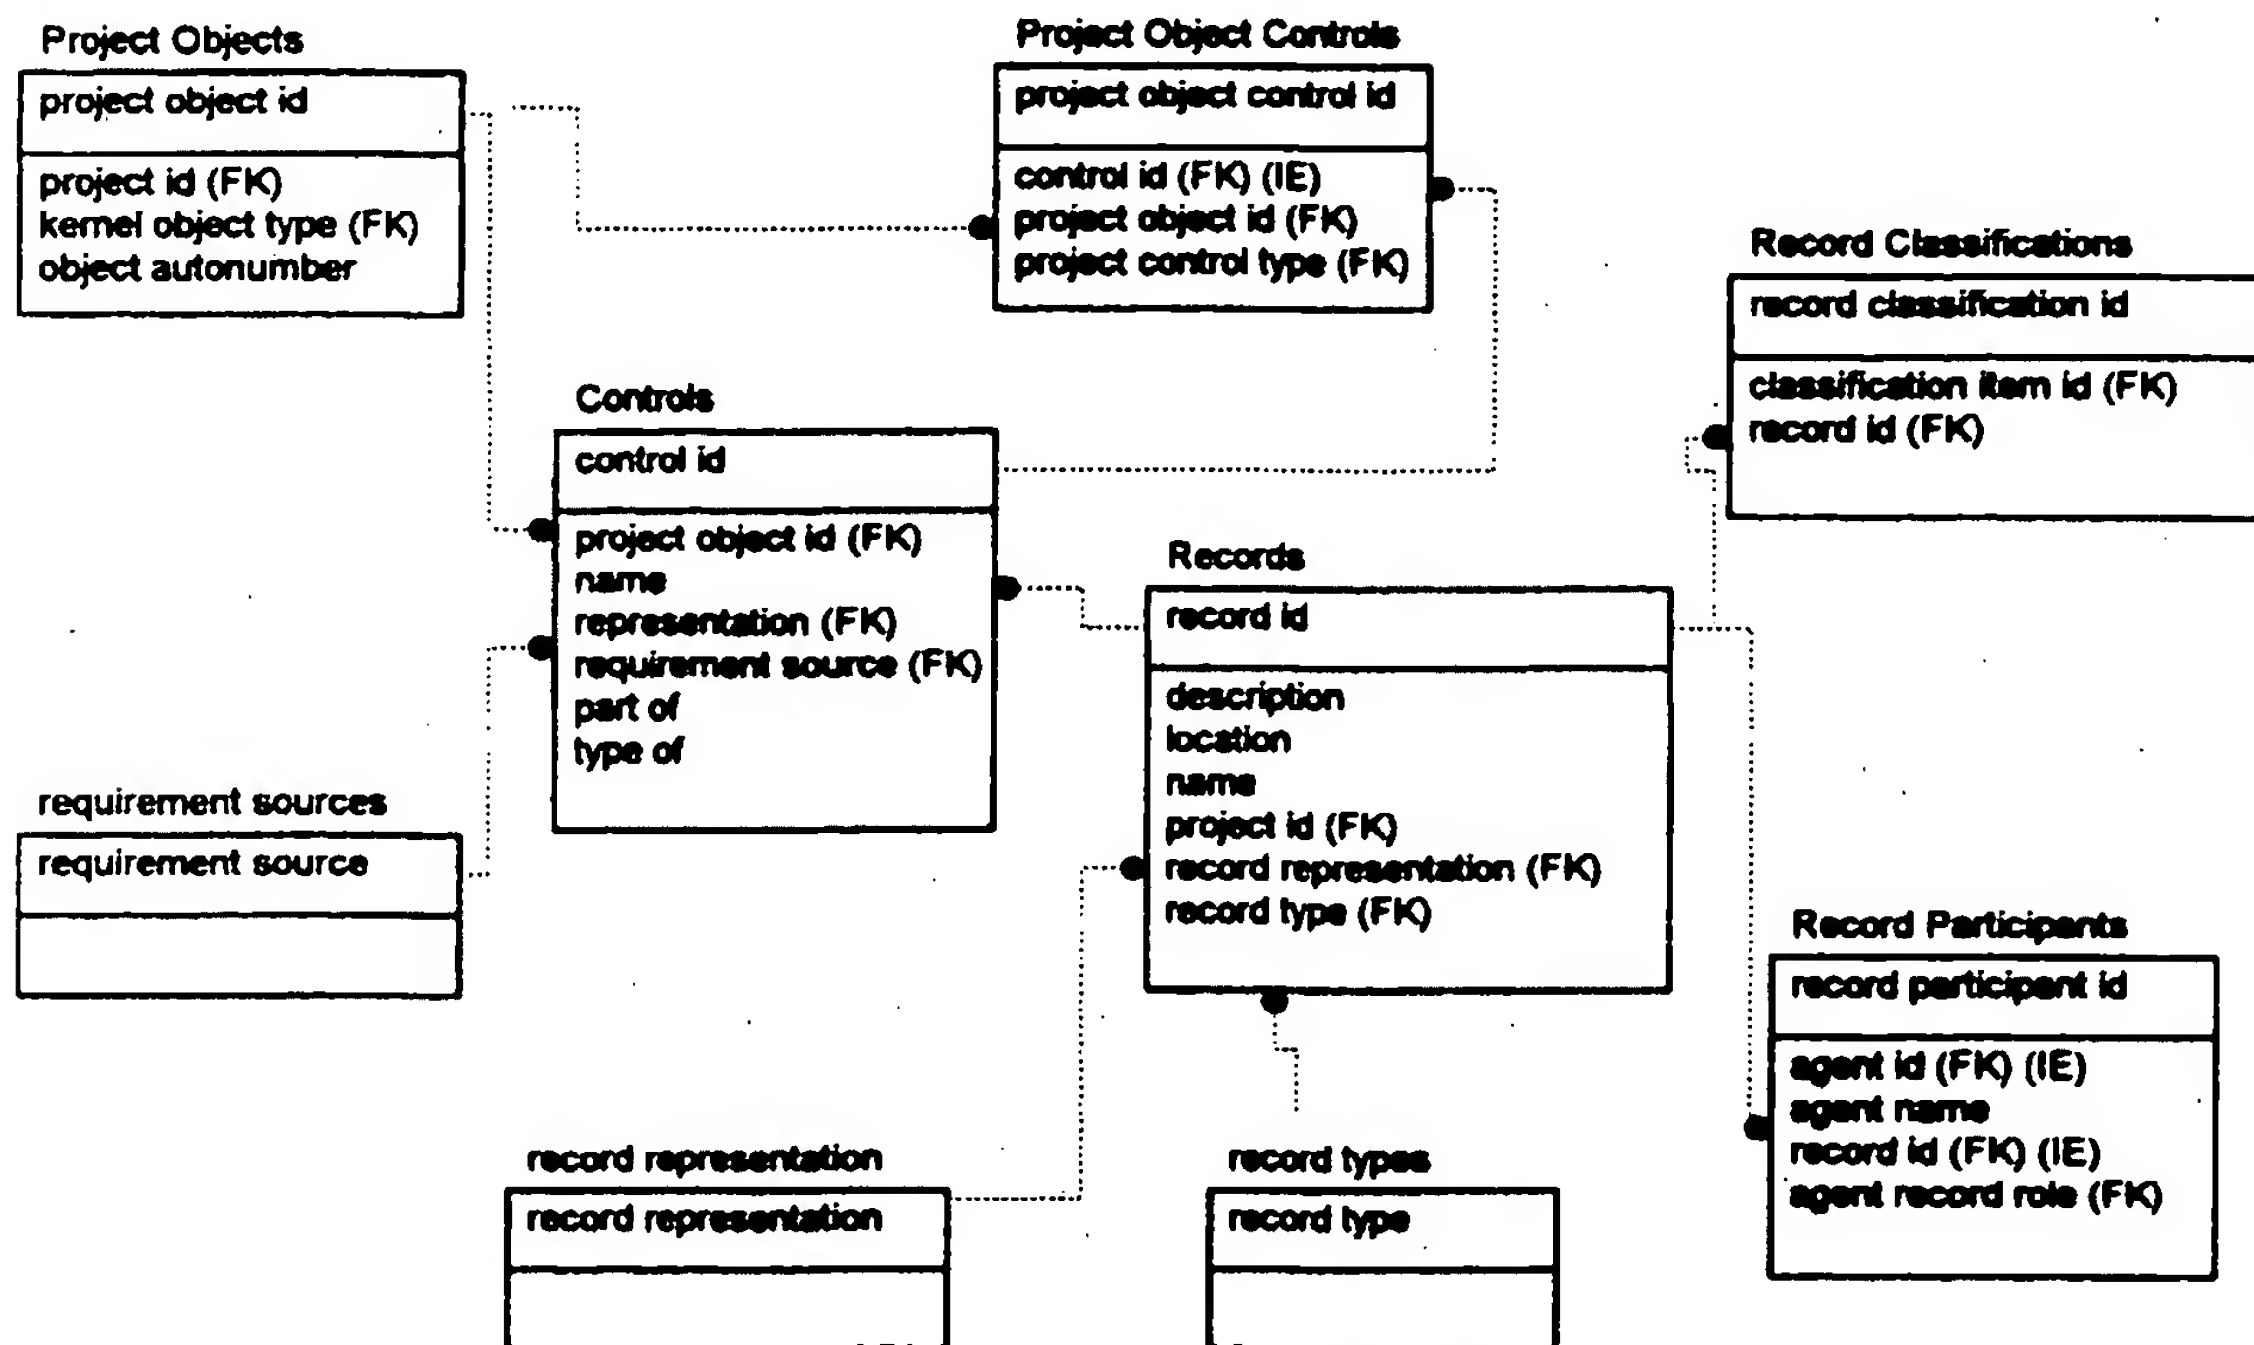 Project Objects
project object id
project id (FK)
kernel object type (FK)
object autonumber
Project Object Controls
project object control id
control id (FK) (IE)
project object id (FK)
project control type (FK)
Record Classifications
record classification id
classification item id (FK)
record id (FK)
Controls
control id
project object id (FK)
name
representation (FK)
requirement source (FK)
part of
type of
Records
record id
description
location
name
project id (FK)
record representation (FK)
record type (FK)
requirement sources
requirement source
Record Participants
record participant id
agent id (FK) (IE)
agent name
record id (FK) (IE)
agent record role (FK)
record representation
record representation
record types
record type